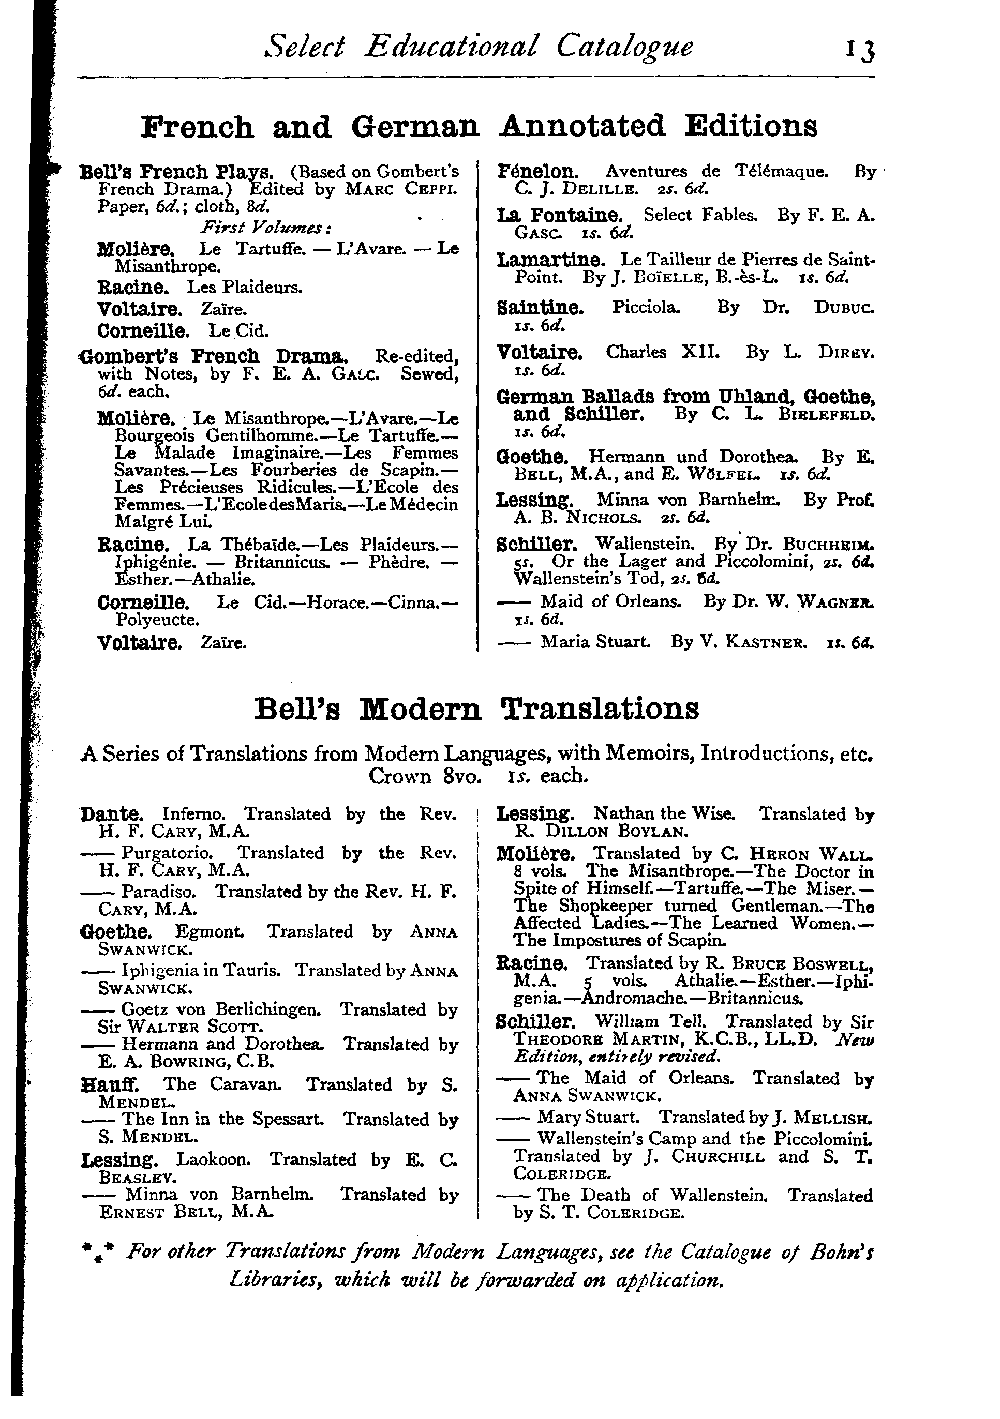 Select Educational Catalogue 13
French and German Annotated Editions
Bell's French Plays. (Based on Gombert's
French Drama.) Edited by MARC CEPPI.
Paper, 6d.; cloth, 8d.
First Volumes:
Molière. Le Tartuffe. — L'Avare. — Le
Misanthrope.
Racine. Les Plaideurs.
Voltaire. Zaïre.
Corneille. Le Cid.
Gombert's French Drama. Re-edited,
with Notes, by F. E. A. GASC. Sewed,
6d. each.
Molière. Le Misanthrope.—L'Avare.—Le
Bourgeois Gentilhomme.—Le Tartuffe.—
Le Malade Imaginaire.—Les Femmes
Savantes.—Les Fourberies de Scapin.—
Les Précieuses Ridicules.—L'Ecole des
Femmes.—L'Ecole des Maris.—Le Médecin
Malgré Lui.
Racine. La Thébaïde.—Les Plaideurs.—
Iphigénie. — Britannicus. — Phèdre. —
Esther.—Athalie.
Corneille. Le Cid.—Horace.—Cinna.—
Polyeucte.
Voltaire. Zaïre.
Fénelon. Aventures de Télémaque. By
C. J. DELILLE. 2s. 6d.
La Fontaine. Select Fables. By F. E. A.
GASC. 1s. 6d.
Lamartine. Le Tailleur de Pierres de Saint-
Point. By J. BOÏELLE, B.-ès-L. 1s. 6d.
Saintine. Picciola. By Dr. DUBUC.
1s. 6d.
Voltaire. Charles XII. By L. DIREY.
1s. 6d.
German Ballads from Uhland, Goethe,
and Schiller. By C. L. BIELEFELD.
1s. 6d.
Goethe. Hermann und Dorothea. By E.
BELL, M.A., and E. WÖLFEL. 1s. 6d.
Lessing. Minna von Barnhelm. By Prof.
A. B. NICHOLS. 2s. 6d.
Schiller. Wallenstein. By Dr. BUCHHEIM.
5s. Or the Lager and Piccolomini, 2s. 6d.
Wallenstein's Tod, 2s. 6d.
—— Maid of Orleans. By Dr. W. WAGNER.
1s. 6d.
—— Maria Stuart. By V. KASTNER. 1s. 6d.
Bell's Modern Translations
A Series of Translations from Modern Languages, with Memoirs, Introductions, etc.
Crown 8vo. 1s. each.
Dante. Inferno. Translated by the Rev.
H. F. CARY, M.A.
—— Purgatorio. Translated by the Rev.
H. F. CARY, M.A.
—— Paradiso. Translated by the Rev. H. F.
CARY, M.A.
Goethe. Egmont. Translated by ANNA
SWANWICK.
—— Iphigenia in Tauris. Translated by ANNA
SWANWICK.
—— Goetz von Berlichingen. Translated by
Sir WALTER SCOTT.
—— Hermann and Dorothea. Translated by
E. A. BOWRING, C.B.
Hauff. The Caravan. Translated by S.
MENDEL.
—— The Inn in the Spessart. Translated by
S. MENDEL.
Lessing. Laokoon. Translated by E. C.
BEASLEY.
—— Minna von Barnhelm. Translated by
ERNEST BELL, M.A.
Lessing. Nathan the Wise. Translated by
R. DILLON BOYLAN.
Molière. Translated by C. HERON WALL.
8 vols. The Misanthrope.—The Doctor in
Spite of Himself.—Tartuffe.—The Miser.—
The Shopkeeper turned Gentleman.—The
Affected Ladies.—The Learned Women.—
The Impostures of Scapin.
Racine. Translated by R. BRUCE BOSWELL,
M.A. 5 vols. Athalie.—Esther.—Iphi-
genia.—Andromache.—Britannicus.
Schiller. William Tell. Translated by Sir
THEODORE MARTIN, K.C.B., LL.D. New
Edition, entirely revised.
—— The Maid of Orleans. Translated by
ANNA SWANWICK.
—— Mary Stuart. Translated by J. MELLISH.
—— Wallenstein's Camp and the Piccolomini.
Translated by J. CHURCHILL and S. T.
COLERIDGE.
—— The Death of Wallenstein. Translated
by S. T. COLERIDGE.
*** For other Translations from Modern Languages, see the Catalogue of Bohn's
Libraries, which will be forwarded on application.